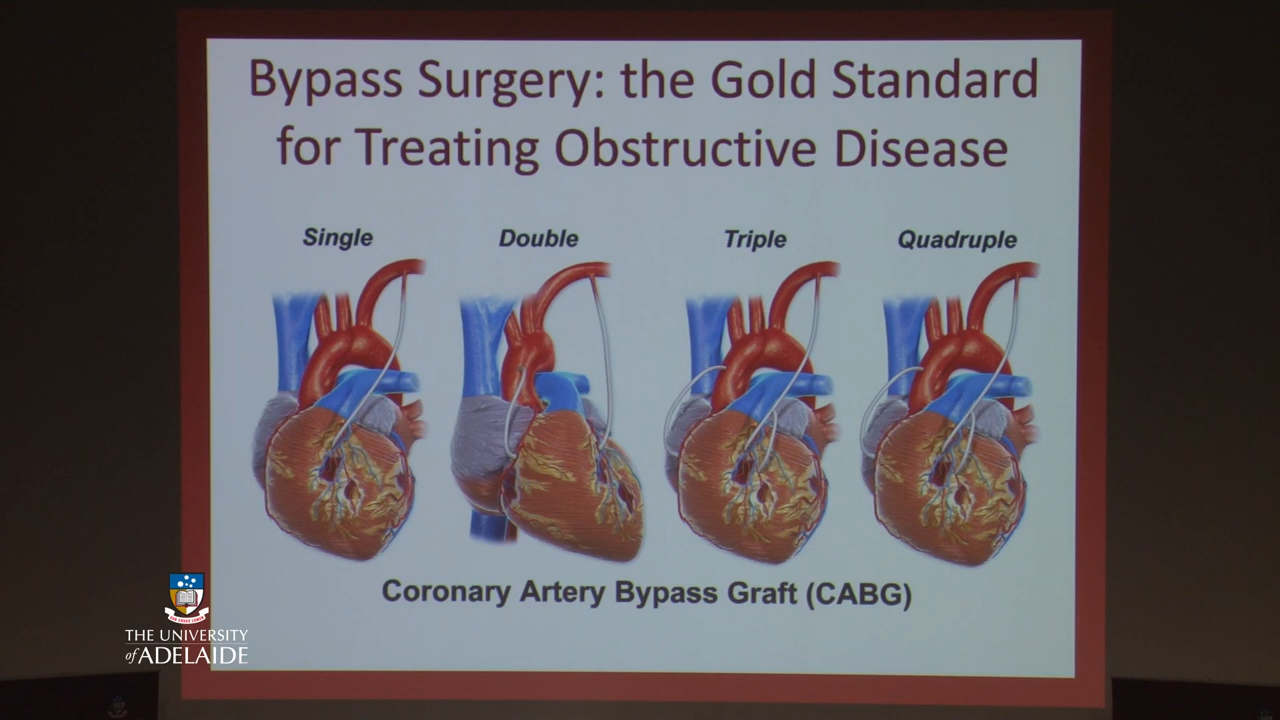 Bypass Surgery: the Gold Standard
for Treating Obstructive Disease
Single
Double
Triple
Quadruple
Coronary Artery Bypass Graft (CABG)
THE UNIVERSITY
of ADELAIDE